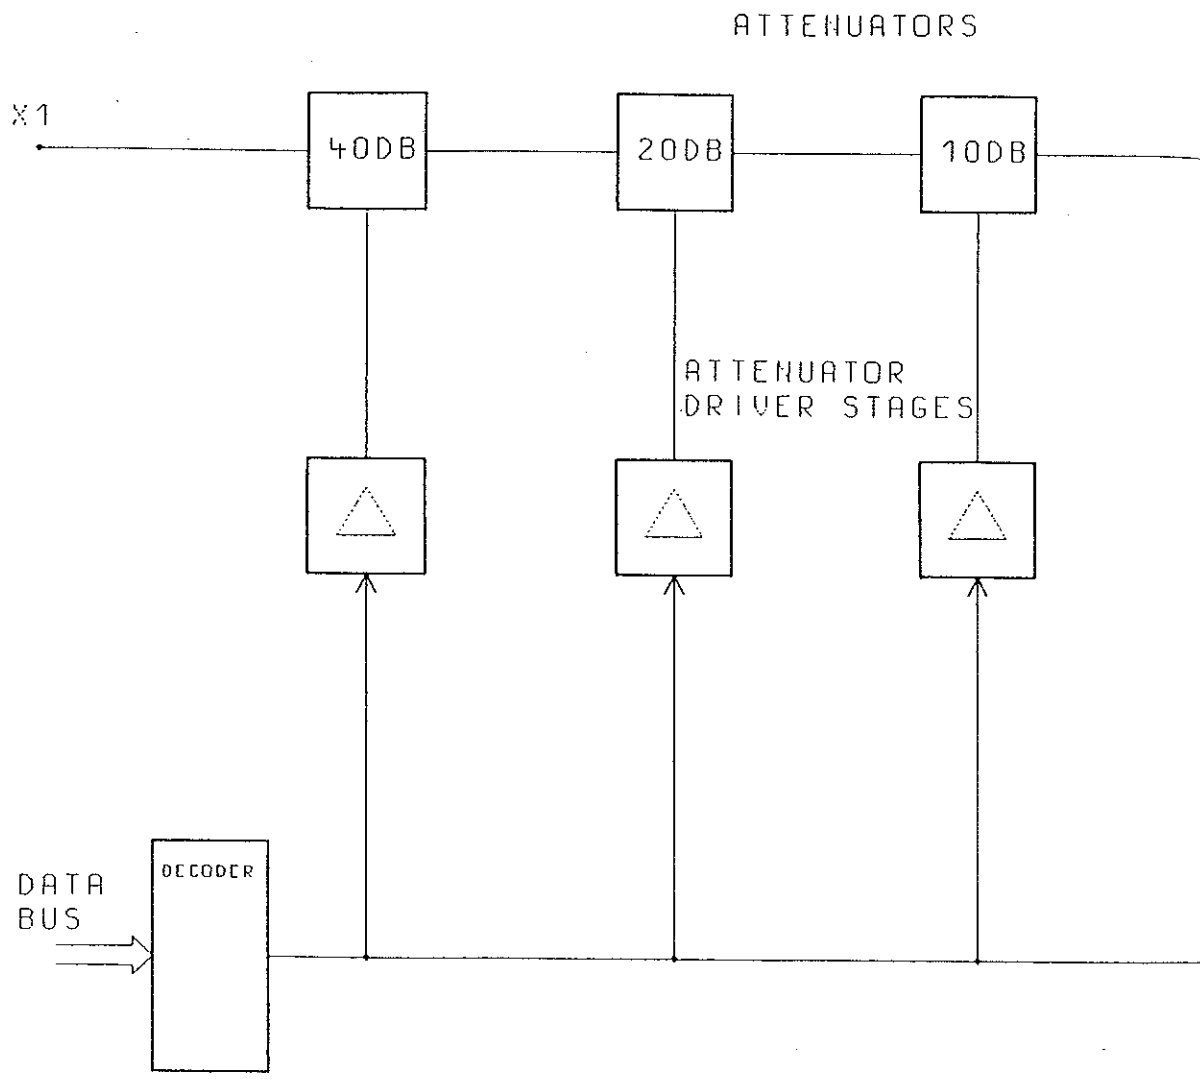 ATTENUATORS
X1
40DB
20DB
10DB
ATTENUATOR
DRIVER STAGES
DECODER
DATA
BUS